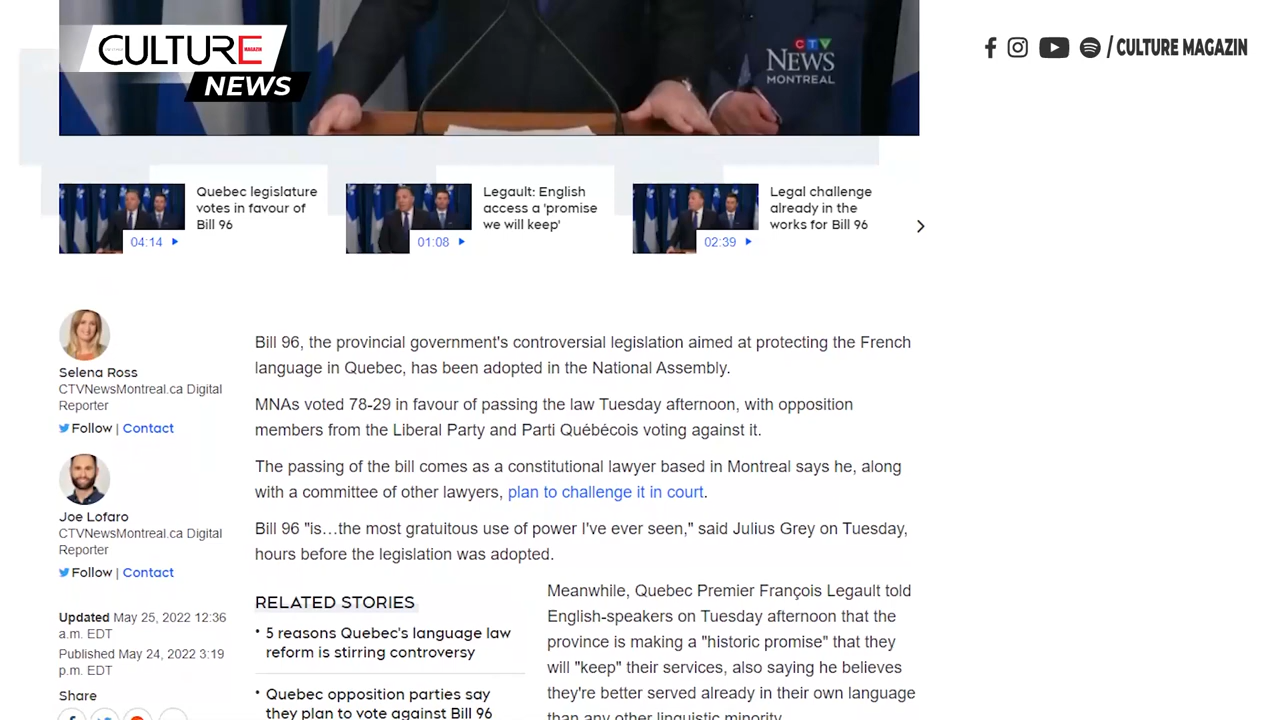 CULTURE
MAGAZIN
NEWS
CTV
NEWS
MONTREAL
/ CULTURE MAGAZIN
Quebec legislature
votes in favour of
Bill 96
04:14
Legault: English
access a 'promise
we will keep'
01:08
Legal challenge
already in the
works for Bill 96
02:39
Selena Ross
CTVNewsMontreal.ca Digital
Reporter
Follow | Contact
Joe Lofaro
CTVNewsMontreal.ca Digital
Reporter
Follow | Contact
Updated May 25, 2022 12:36
a.m. EDT
Published May 24, 2022 3:19
p.m. EDT
Share
Bill 96, the provincial government's controversial legislation aimed at protecting the French
language in Quebec, has been adopted in the National Assembly.
MNAs voted 78-29 in favour of passing the law Tuesday afternoon, with opposition
members from the Liberal Party and Parti Québécois voting against it.
The passing of the bill comes as a constitutional lawyer based in Montreal says he, along
with a committee of other lawyers, plan to challenge it in court.
Bill 96 "is…the most gratuitous use of power I've ever seen," said Julius Grey on Tuesday,
hours before the legislation was adopted.
RELATED STORIES
• 5 reasons Quebec's language law
reform is stirring controversy
• Quebec opposition parties say
they plan to vote against Bill 96
Meanwhile, Quebec Premier François Legault told
English-speakers on Tuesday afternoon that the
province is making a "historic promise" that they
will "keep" their services, also saying he believes
they're better served already in their own language
than any other linguistic minority.